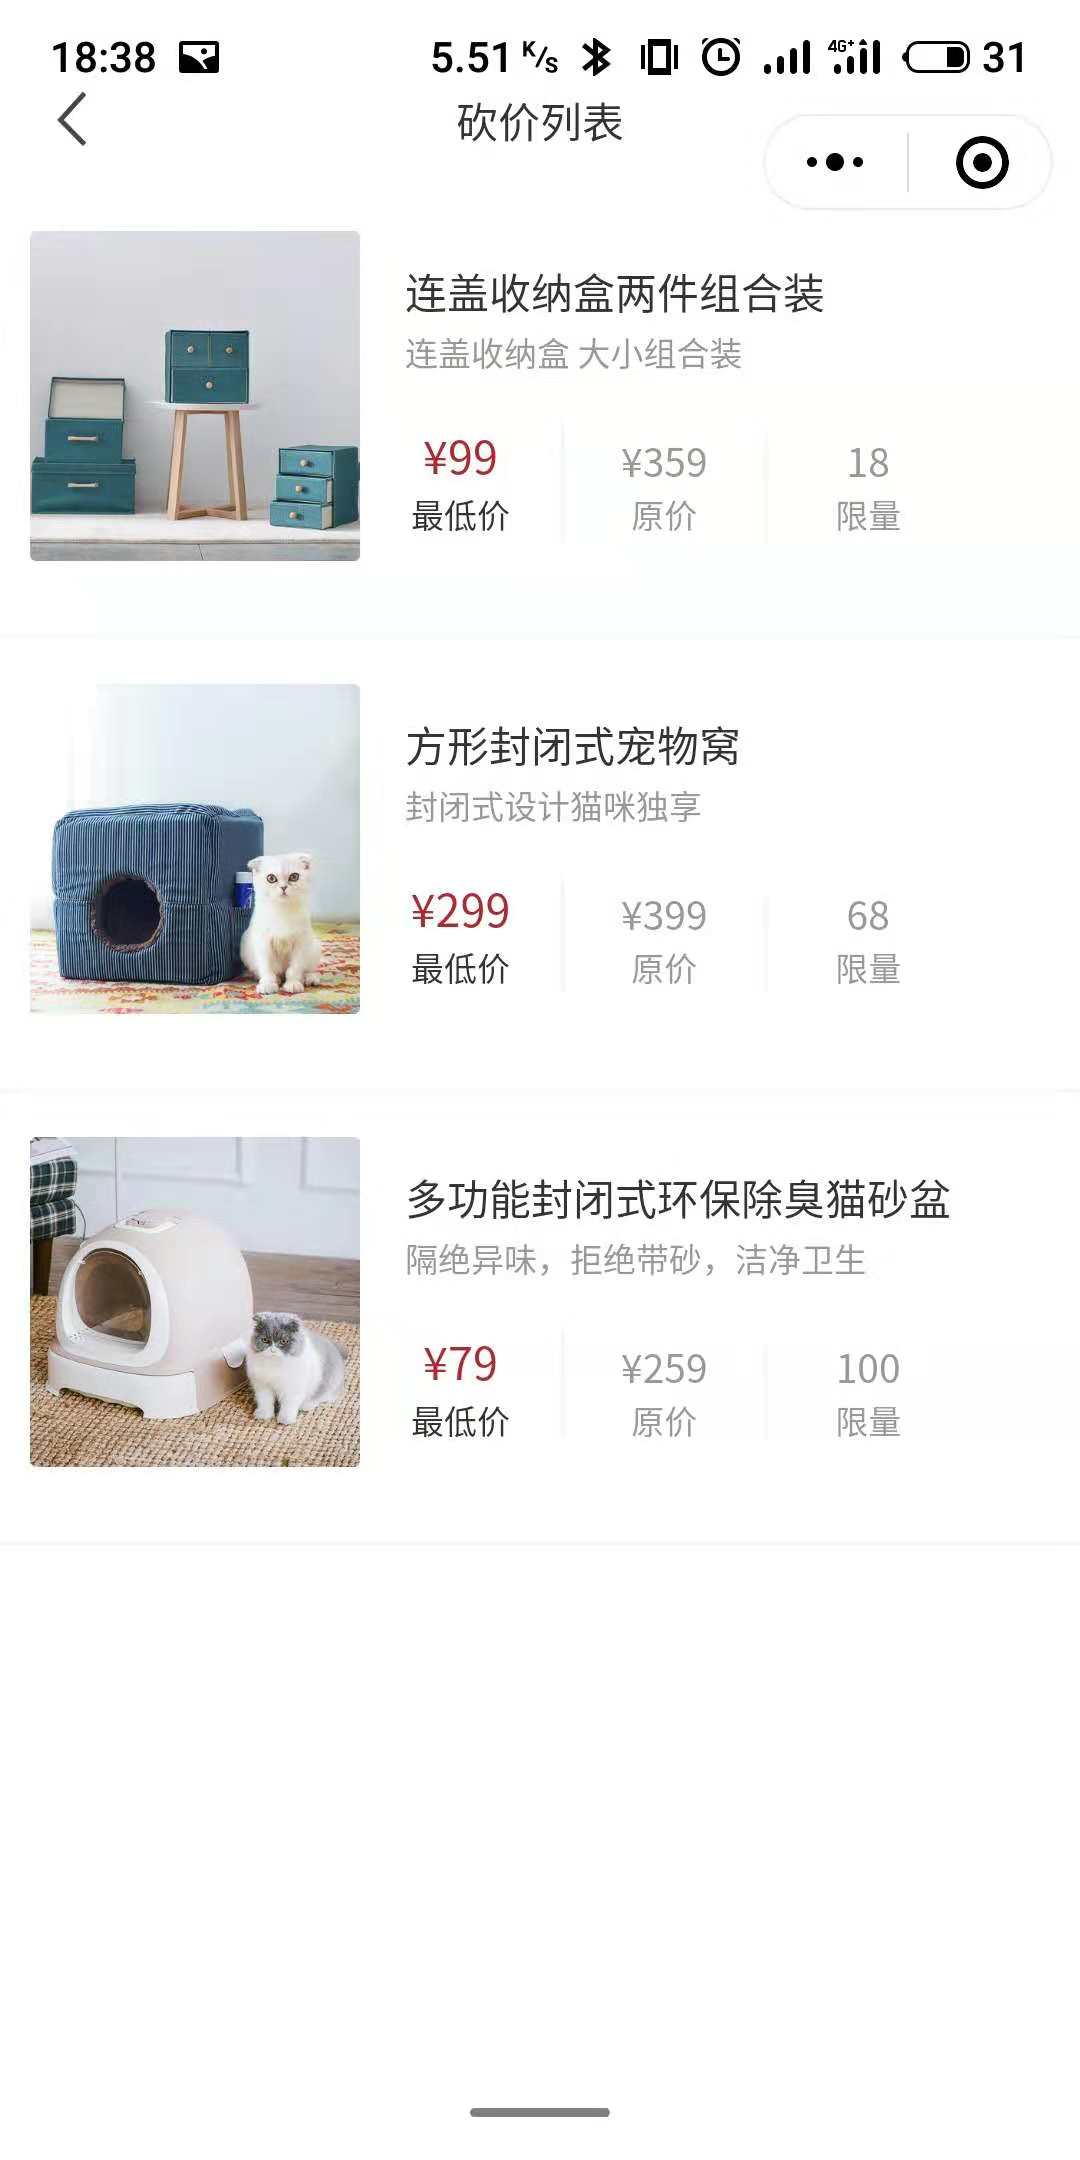 18:38 5.51 K/s 4G+ 31
砍价列表
连盖收纳盒两件组合装
连盖收纳盒 大小组合装
¥99 ¥359 18
最低价 原价 限量
方形封闭式宠物窝
封闭式设计猫咪独享
¥299 ¥399 68
最低价 原价 限量
多功能封闭式环保除臭猫砂盆
隔绝异味，拒绝带砂，洁净卫生
¥79 ¥259 100
最低价 原价 限量